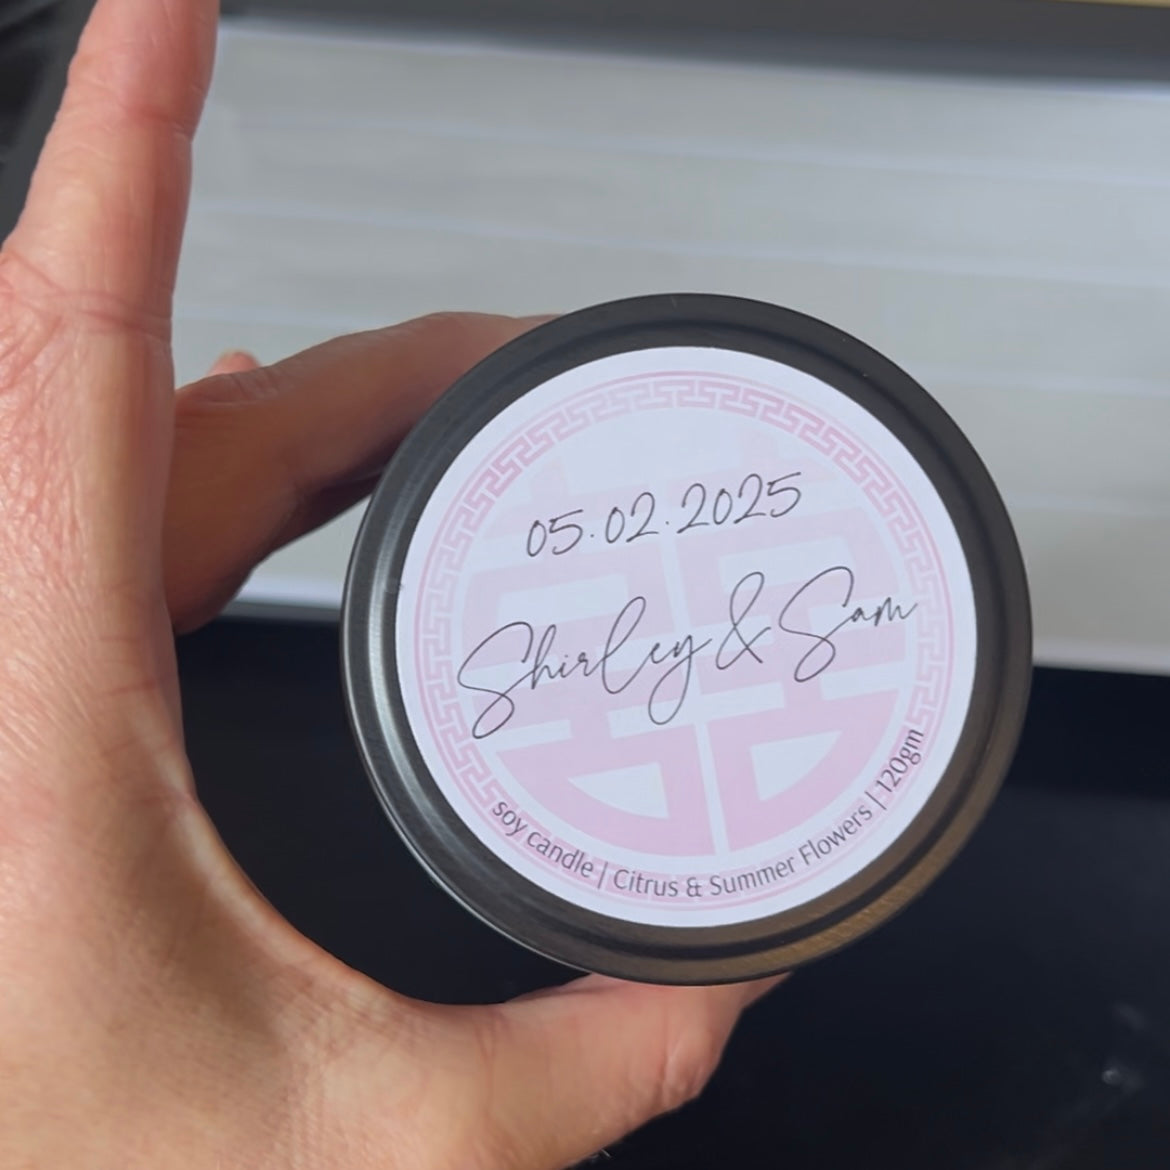 05.02.2025
Shirley & Sam
soy candle | Citrus & Summer Flowers | 120gm